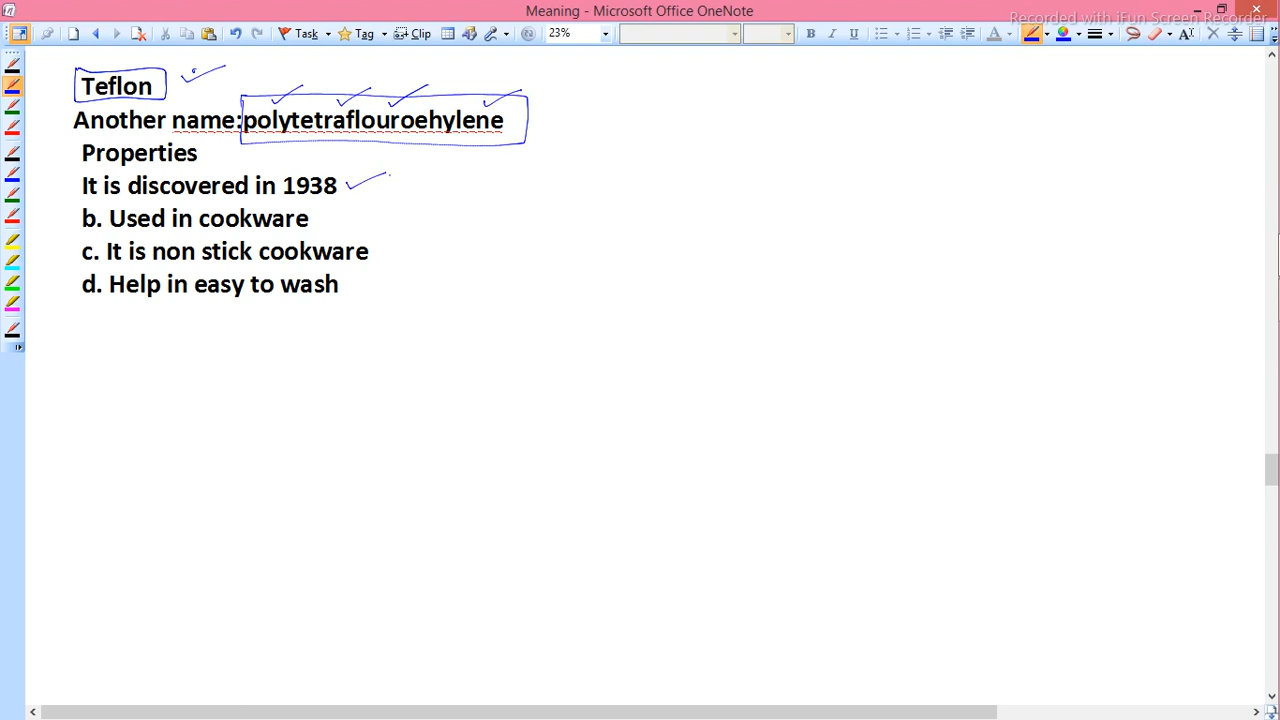 Meaning - Microsoft Office OneNote
Recorded with iFun Screen Recorder
Task Tag Clip 23% B I U A
Teflon
Another name:polytetraflouroehylene
Properties
It is discovered in 1938
b. Used in cookware
c. It is non stick cookware
d. Help in easy to wash